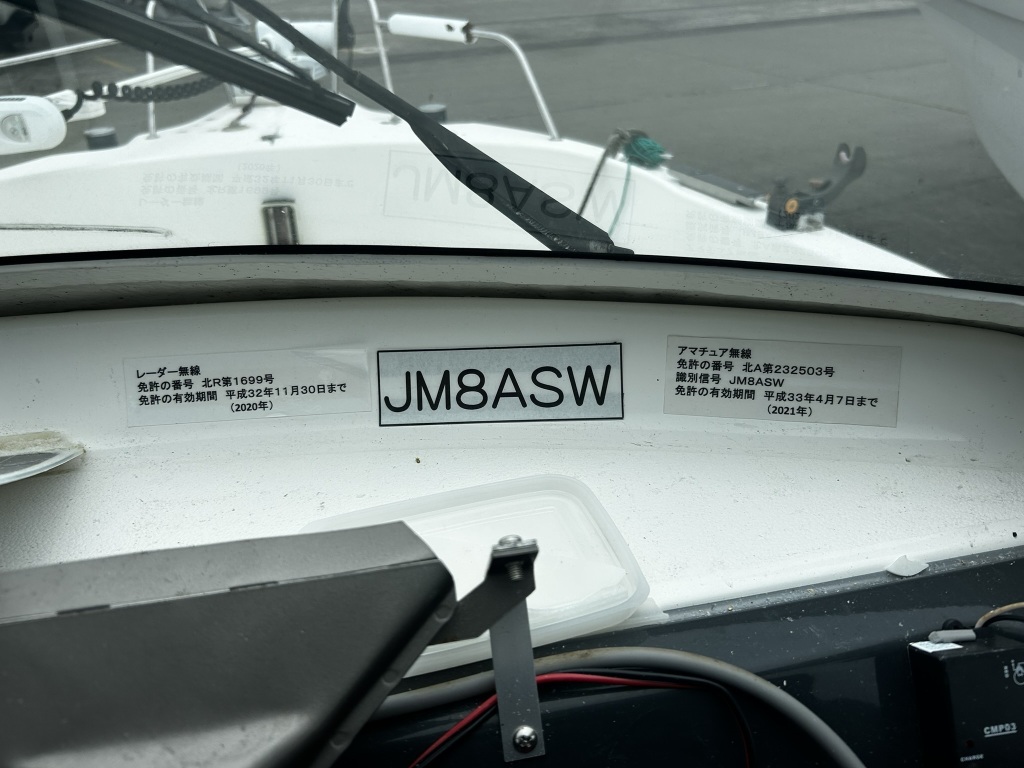 レーダー無線
免許の番号 北R第1699号
免許の有効期間 平成32年11月30日まで
（2020年）
JM8ASW
アマチュア無線
免許の番号 北A第232503号
識別信号 JM8ASW
免許の有効期間 平成33年4月7日まで
（2021年）
CMP03
CHARGE